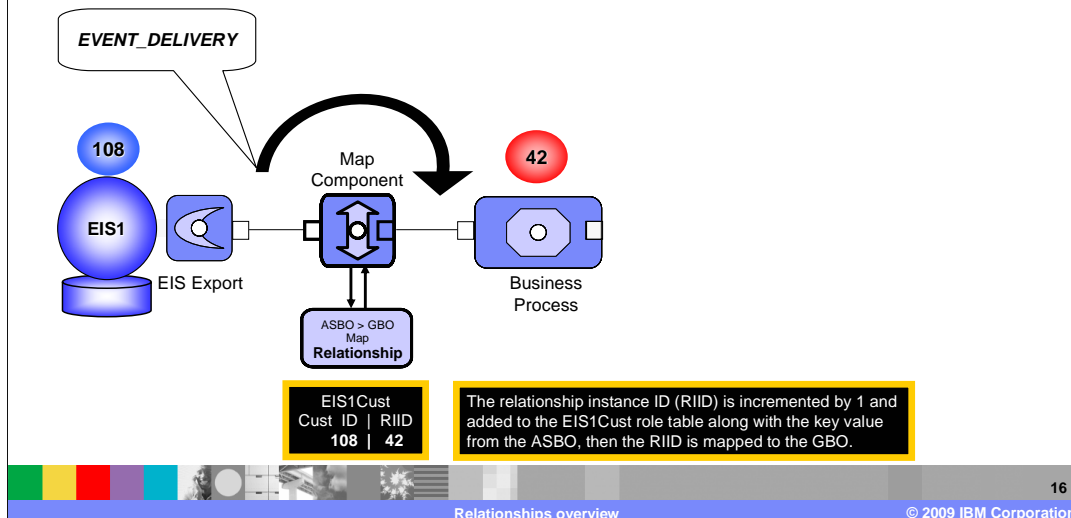 EVENT_DELIVERY
108
42
Map
Component
EIS1
EIS Export
Business
Process
ASBO > GBO
Map
Relationship
EIS1Cust
Cust ID | RIID
108 | 42
The relationship instance ID (RIID) is incremented by 1 and
added to the EIS1Cust role table along with the key value
from the ASBO, then the RIID is mapped to the GBO.
16
Relationships overview
© 2009 IBM Corporation